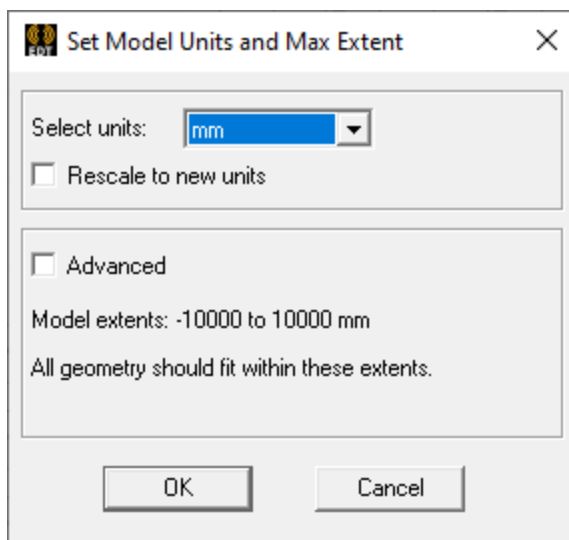 EDT Set Model Units and Max Extent
Select units: mm
Rescale to new units
Advanced
Model extents: -10000 to 10000 mm
All geometry should fit within these extents.
OK Cancel